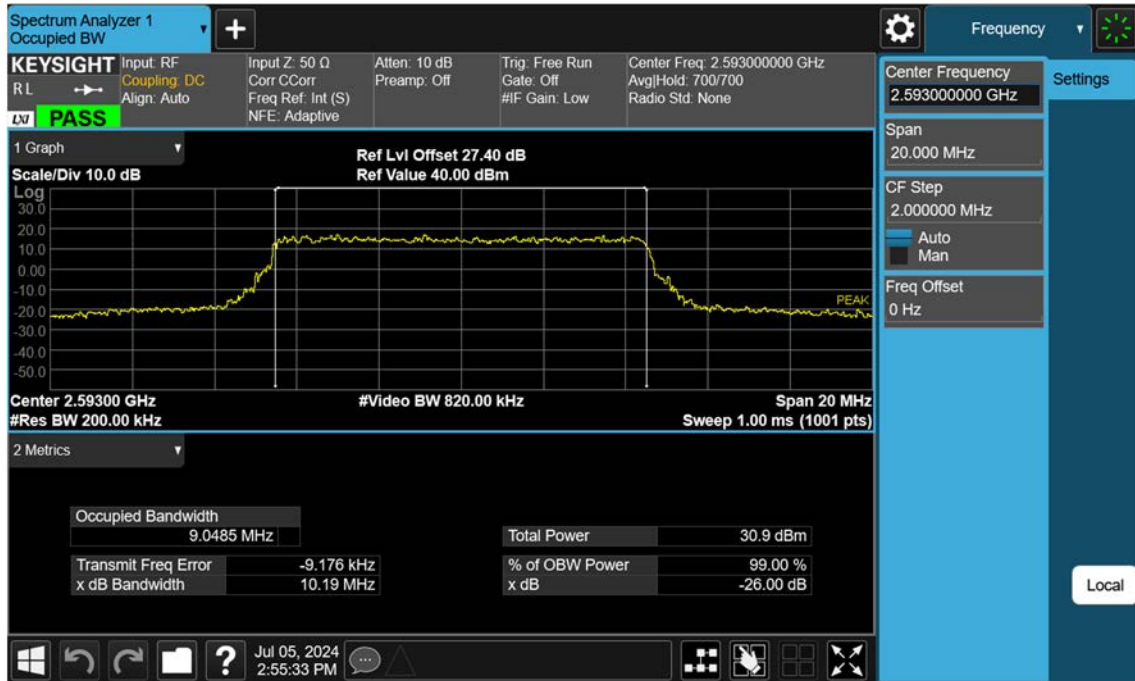 Spectrum Analyzer 1
Occupied BW
Frequency
KEYSIGHT
R L
LXI PASS
Input: RF
Coupling: DC
Align: Auto
Input Z: 50 Ω
Corr CCorr
Freq Ref: Int (S)
NFE: Adaptive
Atten: 10 dB
Preamp: Off
Trig: Free Run
Gate: Off
#IF Gain: Low
Center Freq: 2.593000000 GHz
Avg|Hold: 700/700
Radio Std: None
Center Frequency
2.593000000 GHz
Settings
Span
20.000 MHz
CF Step
2.000000 MHz
Auto
Man
Freq Offset
0 Hz
1 Graph
Scale/Div 10.0 dB
Ref Lvl Offset 27.40 dB
Ref Value 40.00 dBm
Log
30.0
20.0
10.0
0.00
-10.0
-20.0
-30.0
-40.0
-50.0
PEAK
Center 2.59300 GHz
#Video BW 820.00 kHz
Span 20 MHz
#Res BW 200.00 kHz
Sweep 1.00 ms (1001 pts)
2 Metrics
Occupied Bandwidth
9.0485 MHz
Total Power 30.9 dBm
Transmit Freq Error -9.176 kHz
% of OBW Power 99.00 %
x dB Bandwidth 10.19 MHz
x dB -26.00 dB
Local
?
Jul 05, 2024
2:55:33 PM